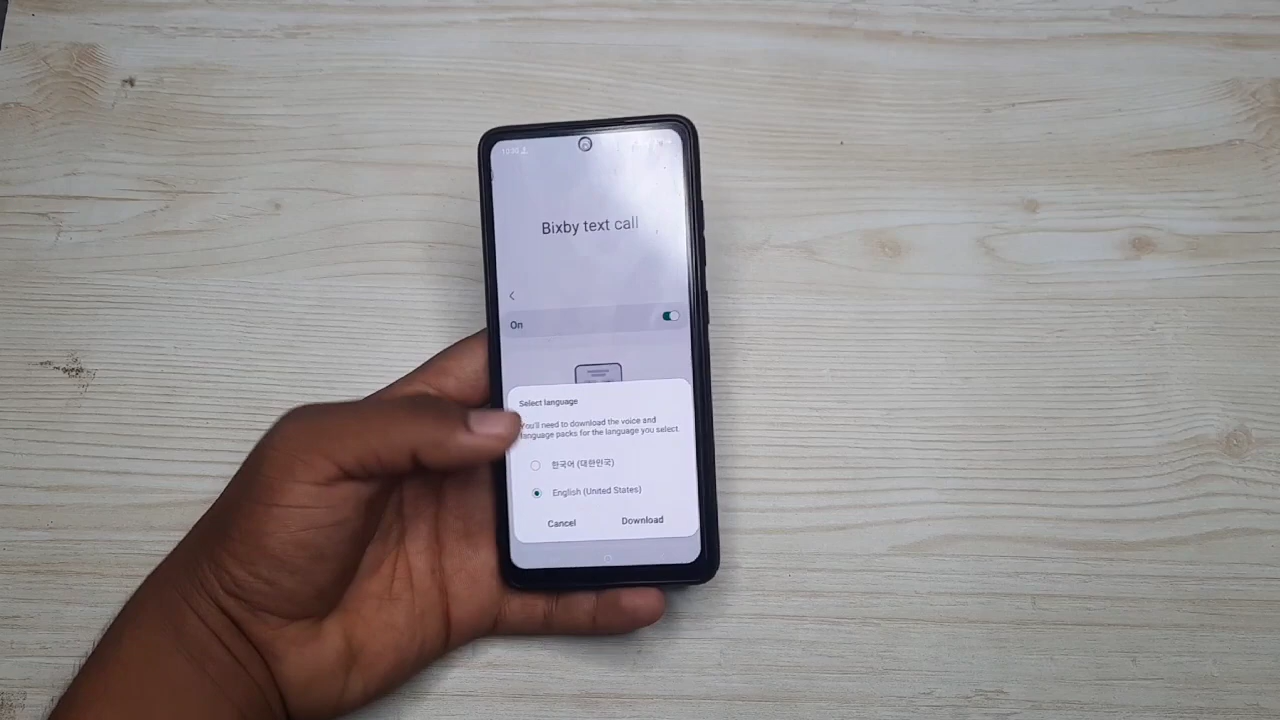 Bixby text call
On
Select language
You'll need to download the voice and
language packs for the language you select.
한국어 (대한민국)
English (United States)
Cancel
Download